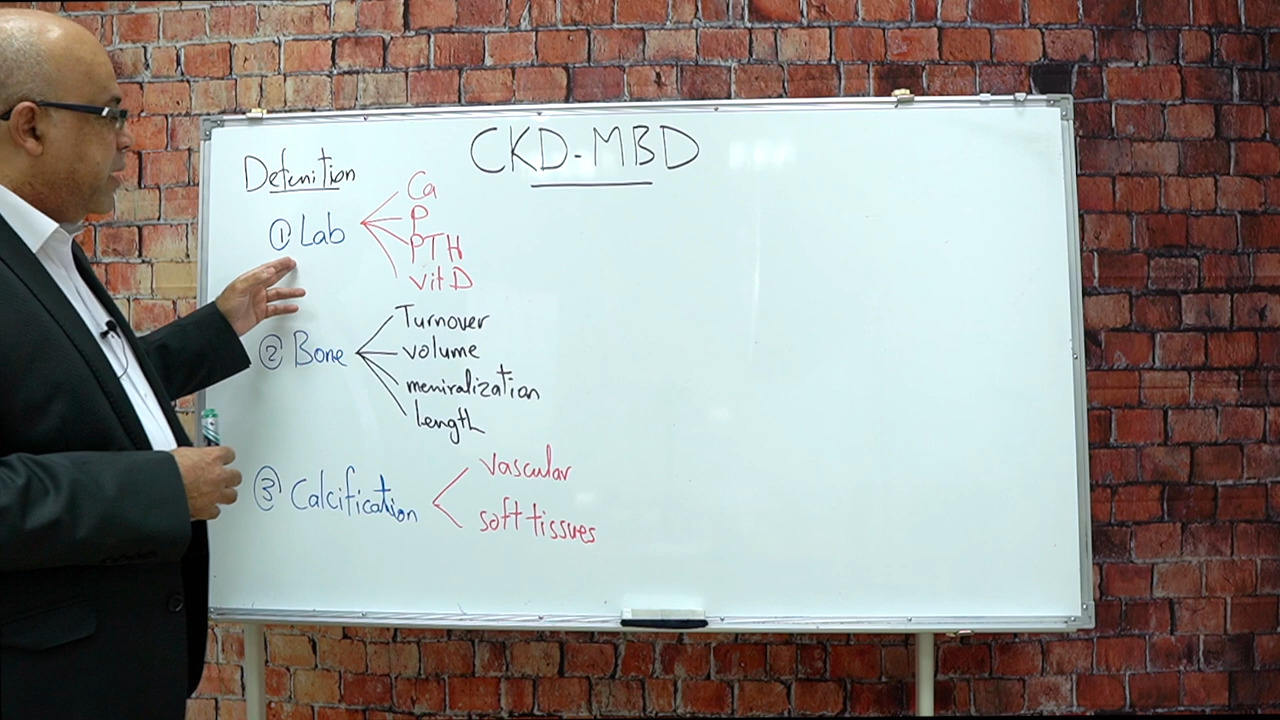 CKD-MBD
Defenition
① Lab
Ca
P
PTH
Vit D
② Bone
Turnover
volume
meniralization
Length
③ Calcification
vascular
soft tissues